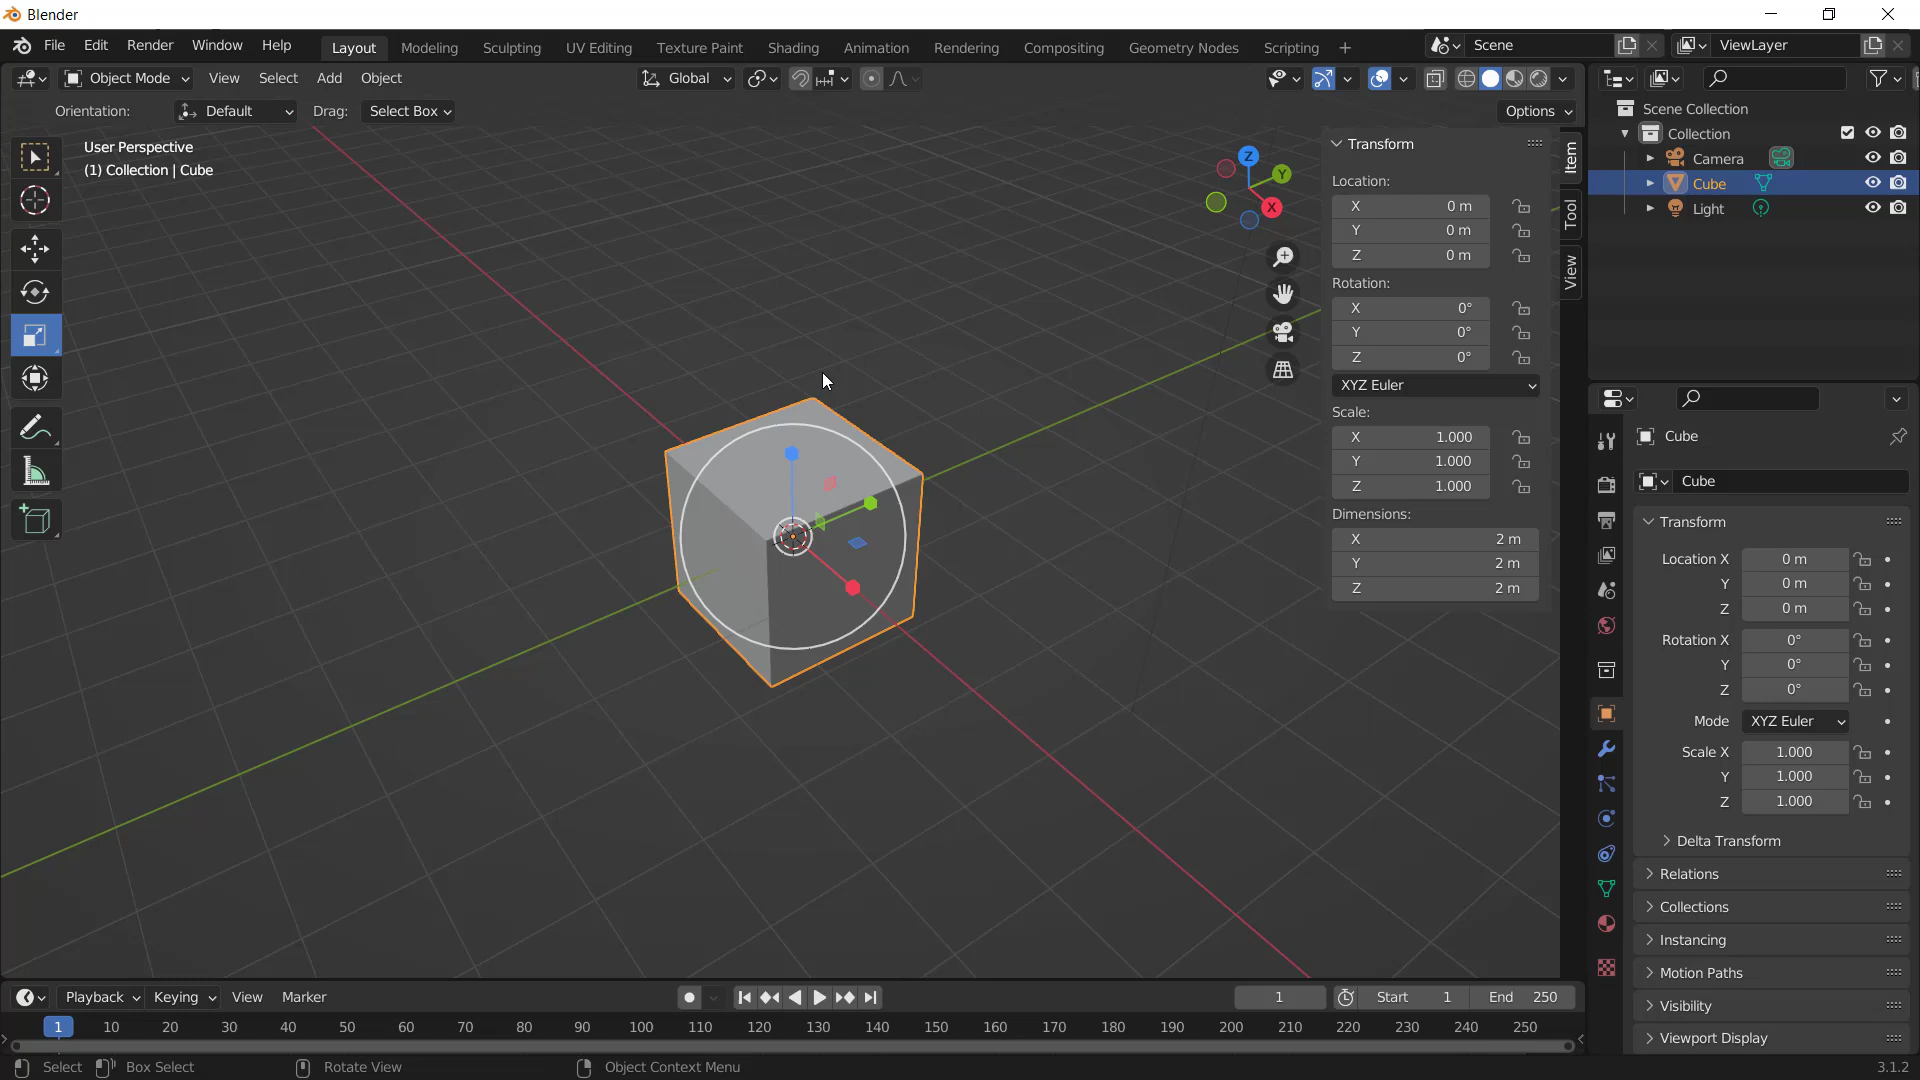 Blender
File Edit Render Window Help Layout Modeling Sculpting UV Editing Texture Paint Shading Animation Rendering Compositing Geometry Nodes Scripting + Scene ViewLayer
Object Mode View Select Add Object Global
Orientation: Default Drag: Select Box Options
User Perspective
(1) Collection | Cube
Z
Y
X
Transform
Location:
X 0 m
Y 0 m
Z 0 m
Rotation:
X 0°
Y 0°
Z 0°
XYZ Euler
Scale:
X 1.000
Y 1.000
Z 1.000
Dimensions:
X 2 m
Y 2 m
Z 2 m
Item
Tool
View
Scene Collection
Collection
Camera
Cube
Light
Cube
Cube
Transform
Location X 0 m
Y 0 m
Z 0 m
Rotation X 0°
Y 0°
Z 0°
Mode XYZ Euler
Scale X 1.000
Y 1.000
Z 1.000
Delta Transform
Relations
Collections
Instancing
Motion Paths
Visibility
Viewport Display
Playback Keying View Marker 1 Start 1 End 250
1 10 20 30 40 50 60 70 80 90 100 110 120 130 140 150 160 170 180 190 200 210 220 230 240 250
Select Box Select Rotate View Object Context Menu 3.1.2